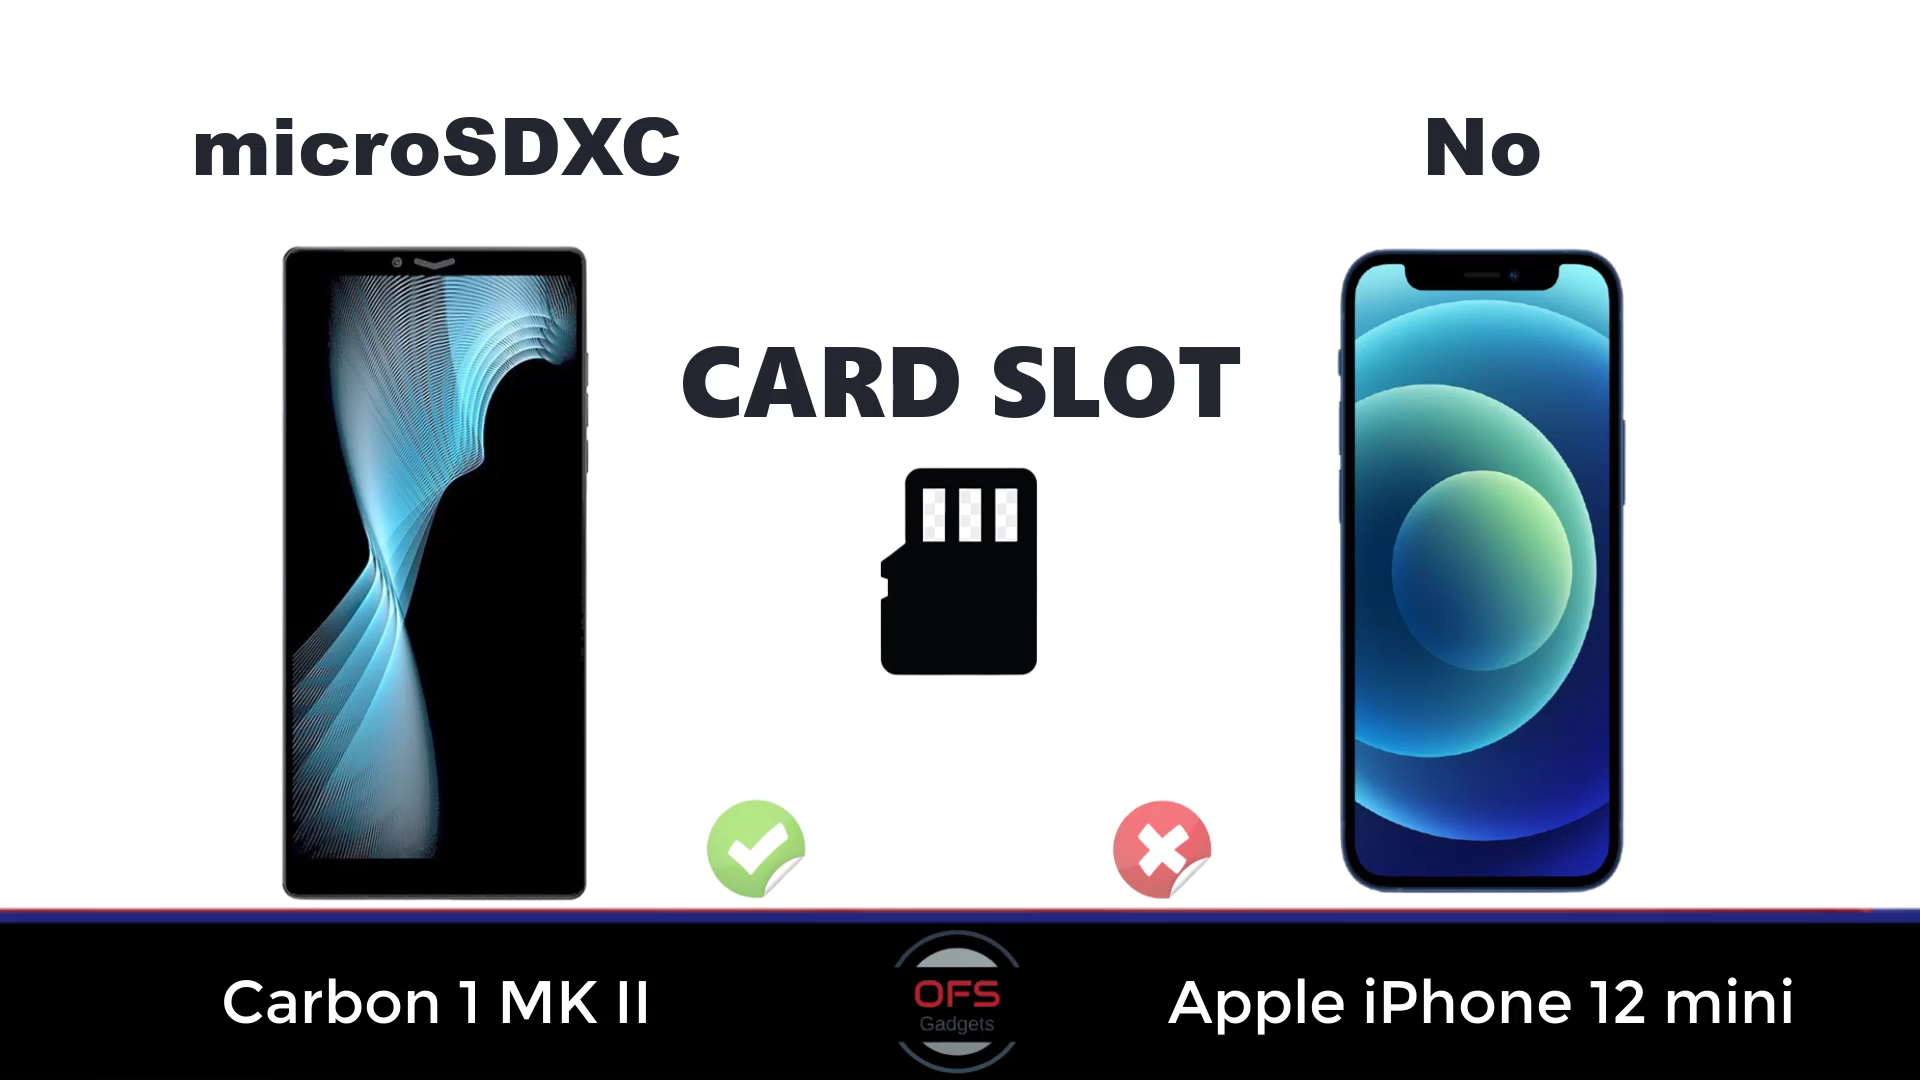 microSDXC
No
CARD SLOT
Carbon 1 MK II
OFS
Gadgets
Apple iPhone 12 mini